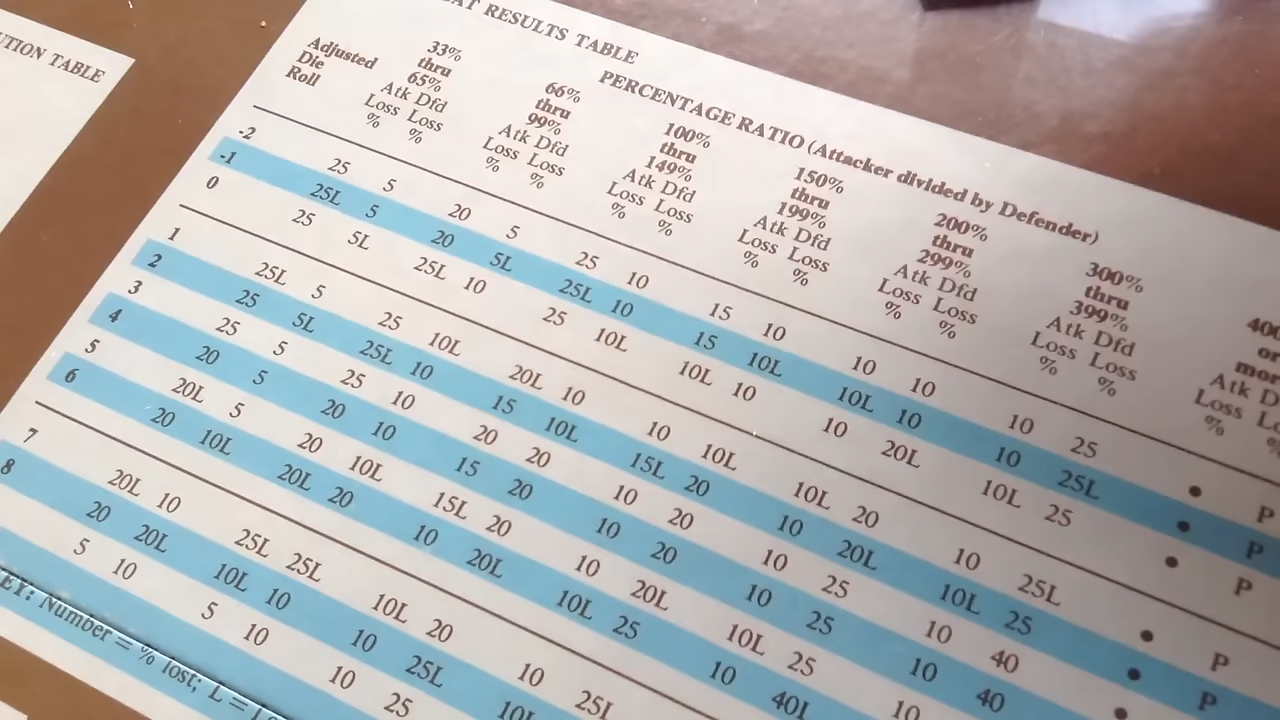 UTION TABLE
RESULTS TABLE
PERCENTAGE RATIO (Attacker divided by Defender)
Adjusted Die Roll
33% thru 65% Atk Dfd Loss Loss % %
66% thru 99% Atk Dfd Loss Loss % %
100% thru 149% Atk Dfd Loss Loss % %
150% thru 199% Atk Dfd Loss Loss % %
200% thru 299% Atk Dfd Loss Loss % %
300% thru 399% Atk Dfd Loss Loss % %
Atk Loss %
-2 25 5 20 5 25 10 15 10 10 10 10 25 • P
-1 25L 5 20 5L 25L 10 15 10L 10L 10 10 25L • P
0 25 5L 25L 10 25 10L 10L 10 10 20L 10L 25 • P
1 25L 5 25 10L 20L 10 10 10L 10L 20 10 25L • P
2 25 5L 25L 10 15 10L 15L 20 10 20L 10L 25 • P
3 25 5 25 10 20 20 10 20 10 25 10 40 •
4 20 5 20 10 15 20 10 20 10 25 10 40
5 20L 5 20 10L 15L 20 10 20L 10L 25 10
6 20 10L 20L 20 10 20L 10L 25 10 40L
7 20L 10 25L 25L 10L 20 10 25L
8 20 20L 10L 10 10 25L 10L
5 10 5 10 10 25
Number = % lost; L =